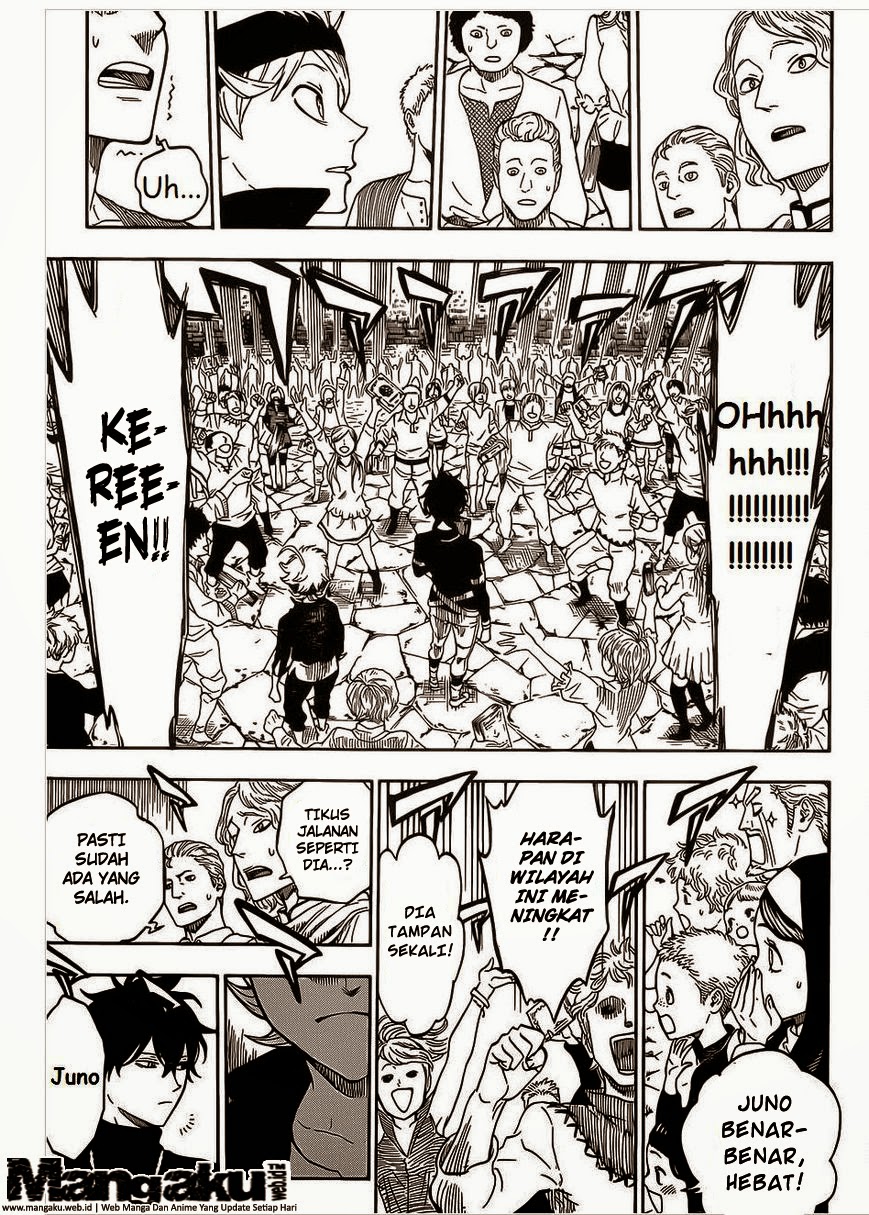 Uh...
OHhhh
hhh!!!
!!!!!!!!!!
!!!!!!!!
KE-
REE-
EN!!
JUNO
BENAR-
BENAR,
HEBAT!
HARA-
PAN DI
WILAYAH
INI ME-
NINGKAT
!!
DIA
TAMPAN
SEKALI!
TIKUS
JALANAN
SEPERTI
DIA...?
PASTI
SUDAH
ADA YANG
SALAH.
Juno
Mangaku
www.mangaku.web.id | Web Manga Dan Anime Yang Update Setiap Hari